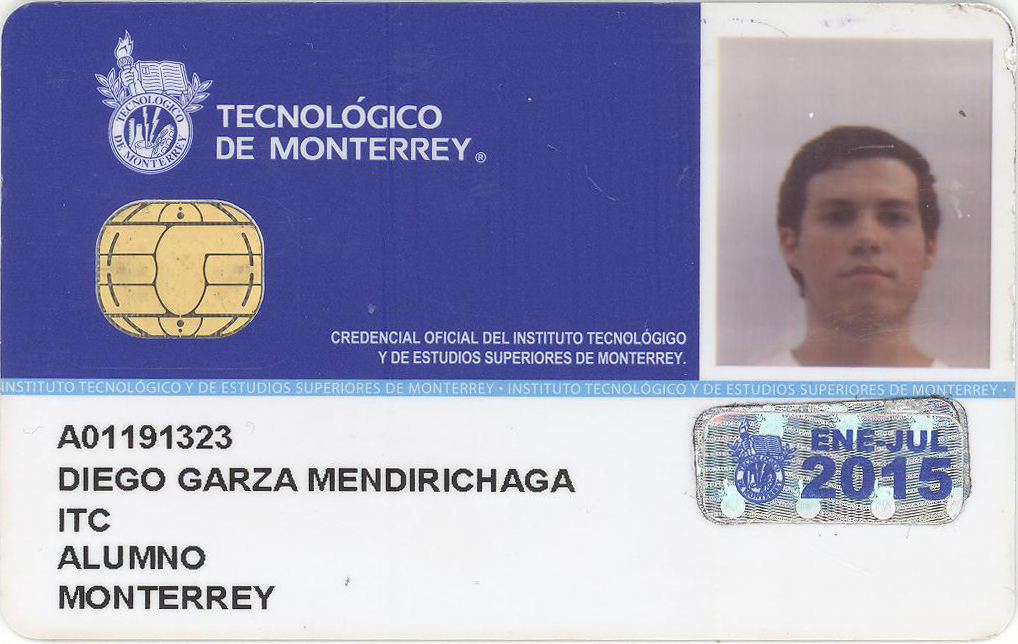 TECNOLÓGICO
DE MONTERREY®
TECNOLOGICO
DE MONTERREY
CREDENCIAL OFICIAL DEL INSTITUTO TECNOLÓGIGO
Y DE ESTUDIOS SUPERIORES DE MONTERREY.
INSTITUTO TECNOLÓGICO Y DE ESTUDIOS SUPERIORES DE MONTERREY • INSTITUTO TECNOLÓGICO Y DE ESTUDIOS SUPERIORES DE MONTERREY •
A01191323
DIEGO GARZA MENDIRICHAGA
ITC
ALUMNO
MONTERREY
ENE-JUL
2015